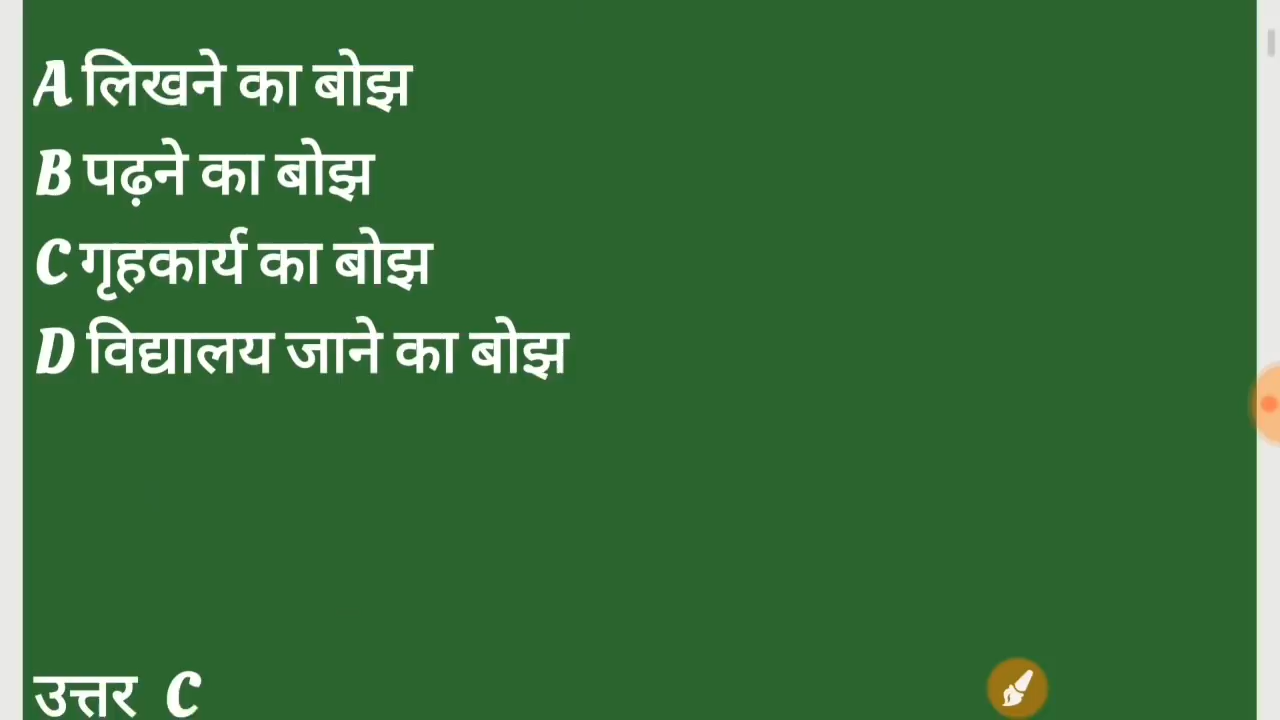 A लिखने का बोझ
B पढ़ने का बोझ
C गृहकार्य का बोझ
D विद्यालय जाने का बोझ
उत्तर C